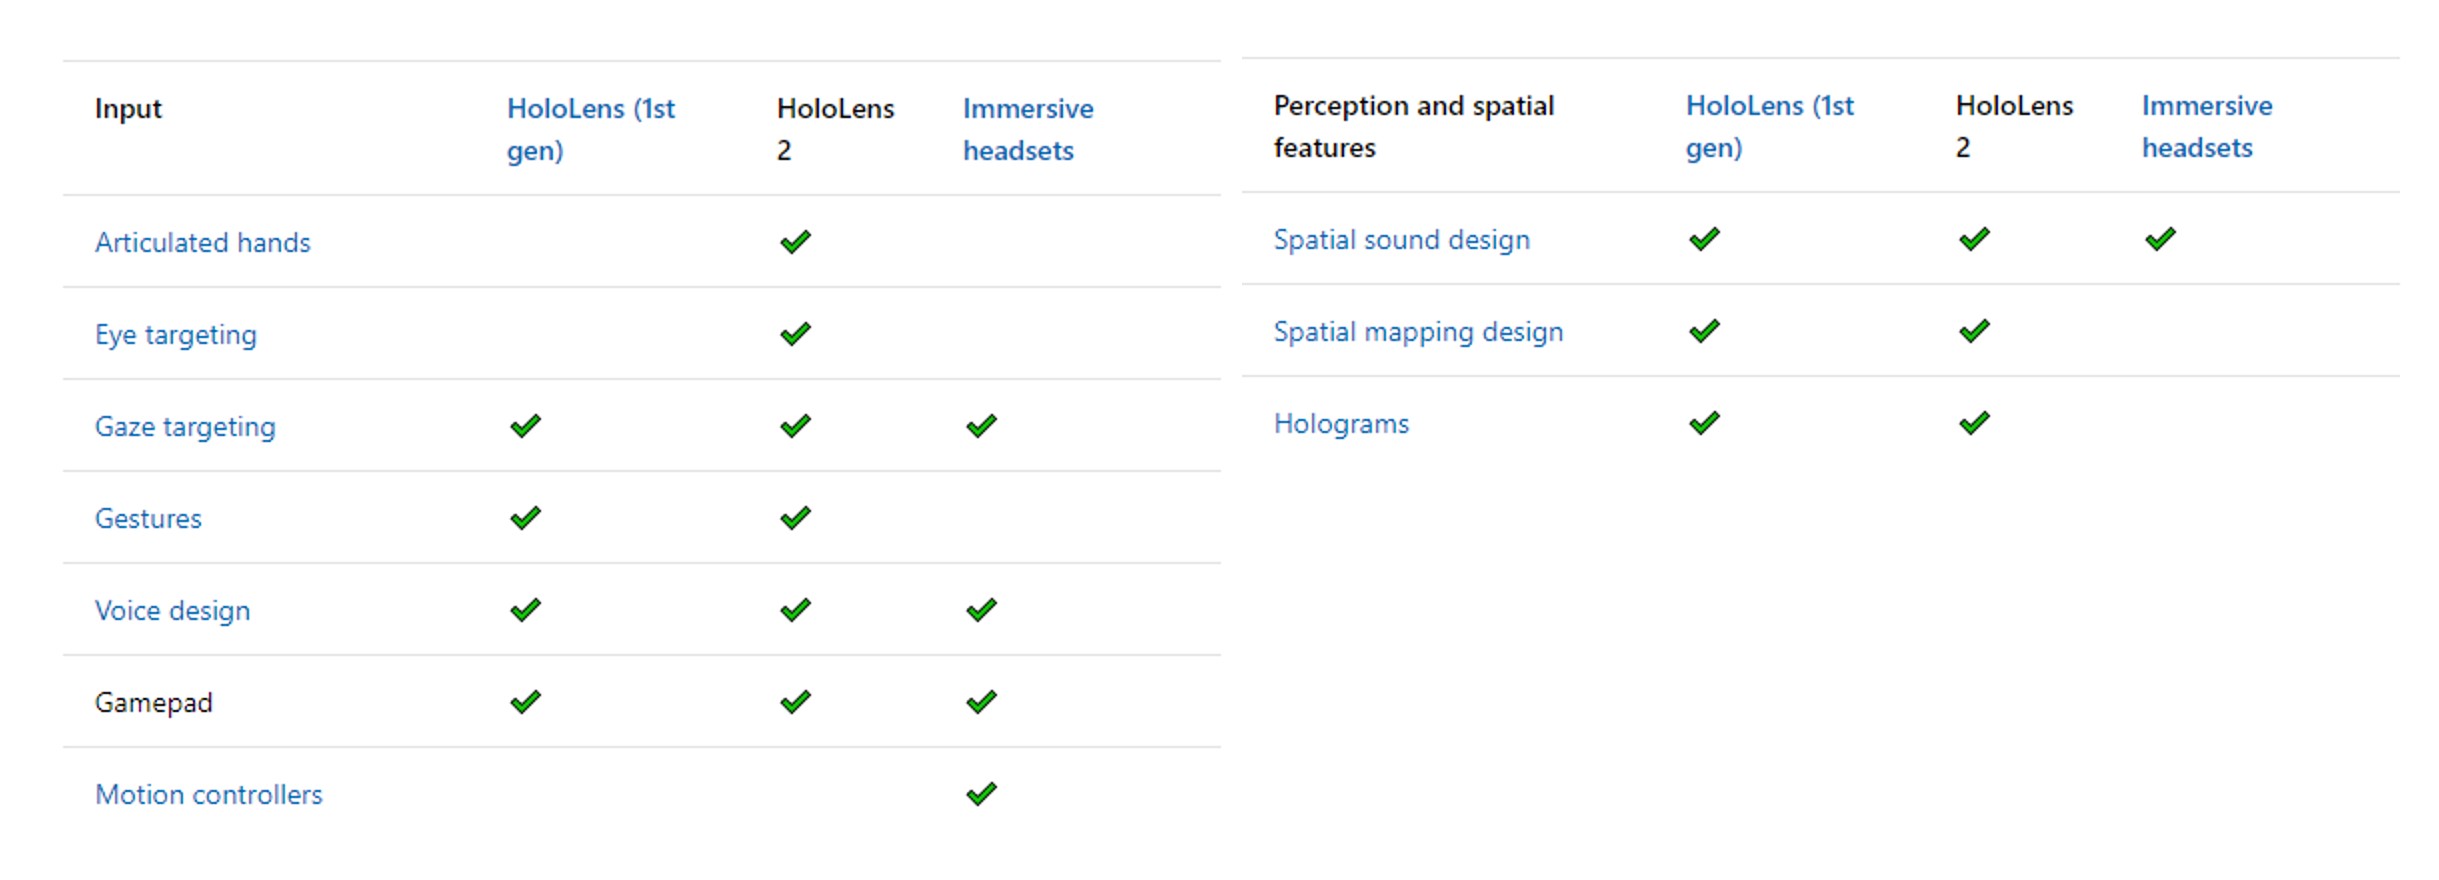 Input HoloLens (1st gen) HoloLens 2 Immersive headsets
Articulated hands ✔
Eye targeting ✔
Gaze targeting ✔ ✔ ✔
Gestures ✔ ✔
Voice design ✔ ✔ ✔
Gamepad ✔ ✔ ✔
Motion controllers ✔
Perception and spatial features HoloLens (1st gen) HoloLens 2 Immersive headsets
Spatial sound design ✔ ✔ ✔
Spatial mapping design ✔ ✔
Holograms ✔ ✔